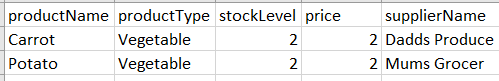 productName productType stockLevel price supplierName
Carrot Vegetable 2 2 Dadds Produce
Potato Vegetable 2 2 Mums Grocer